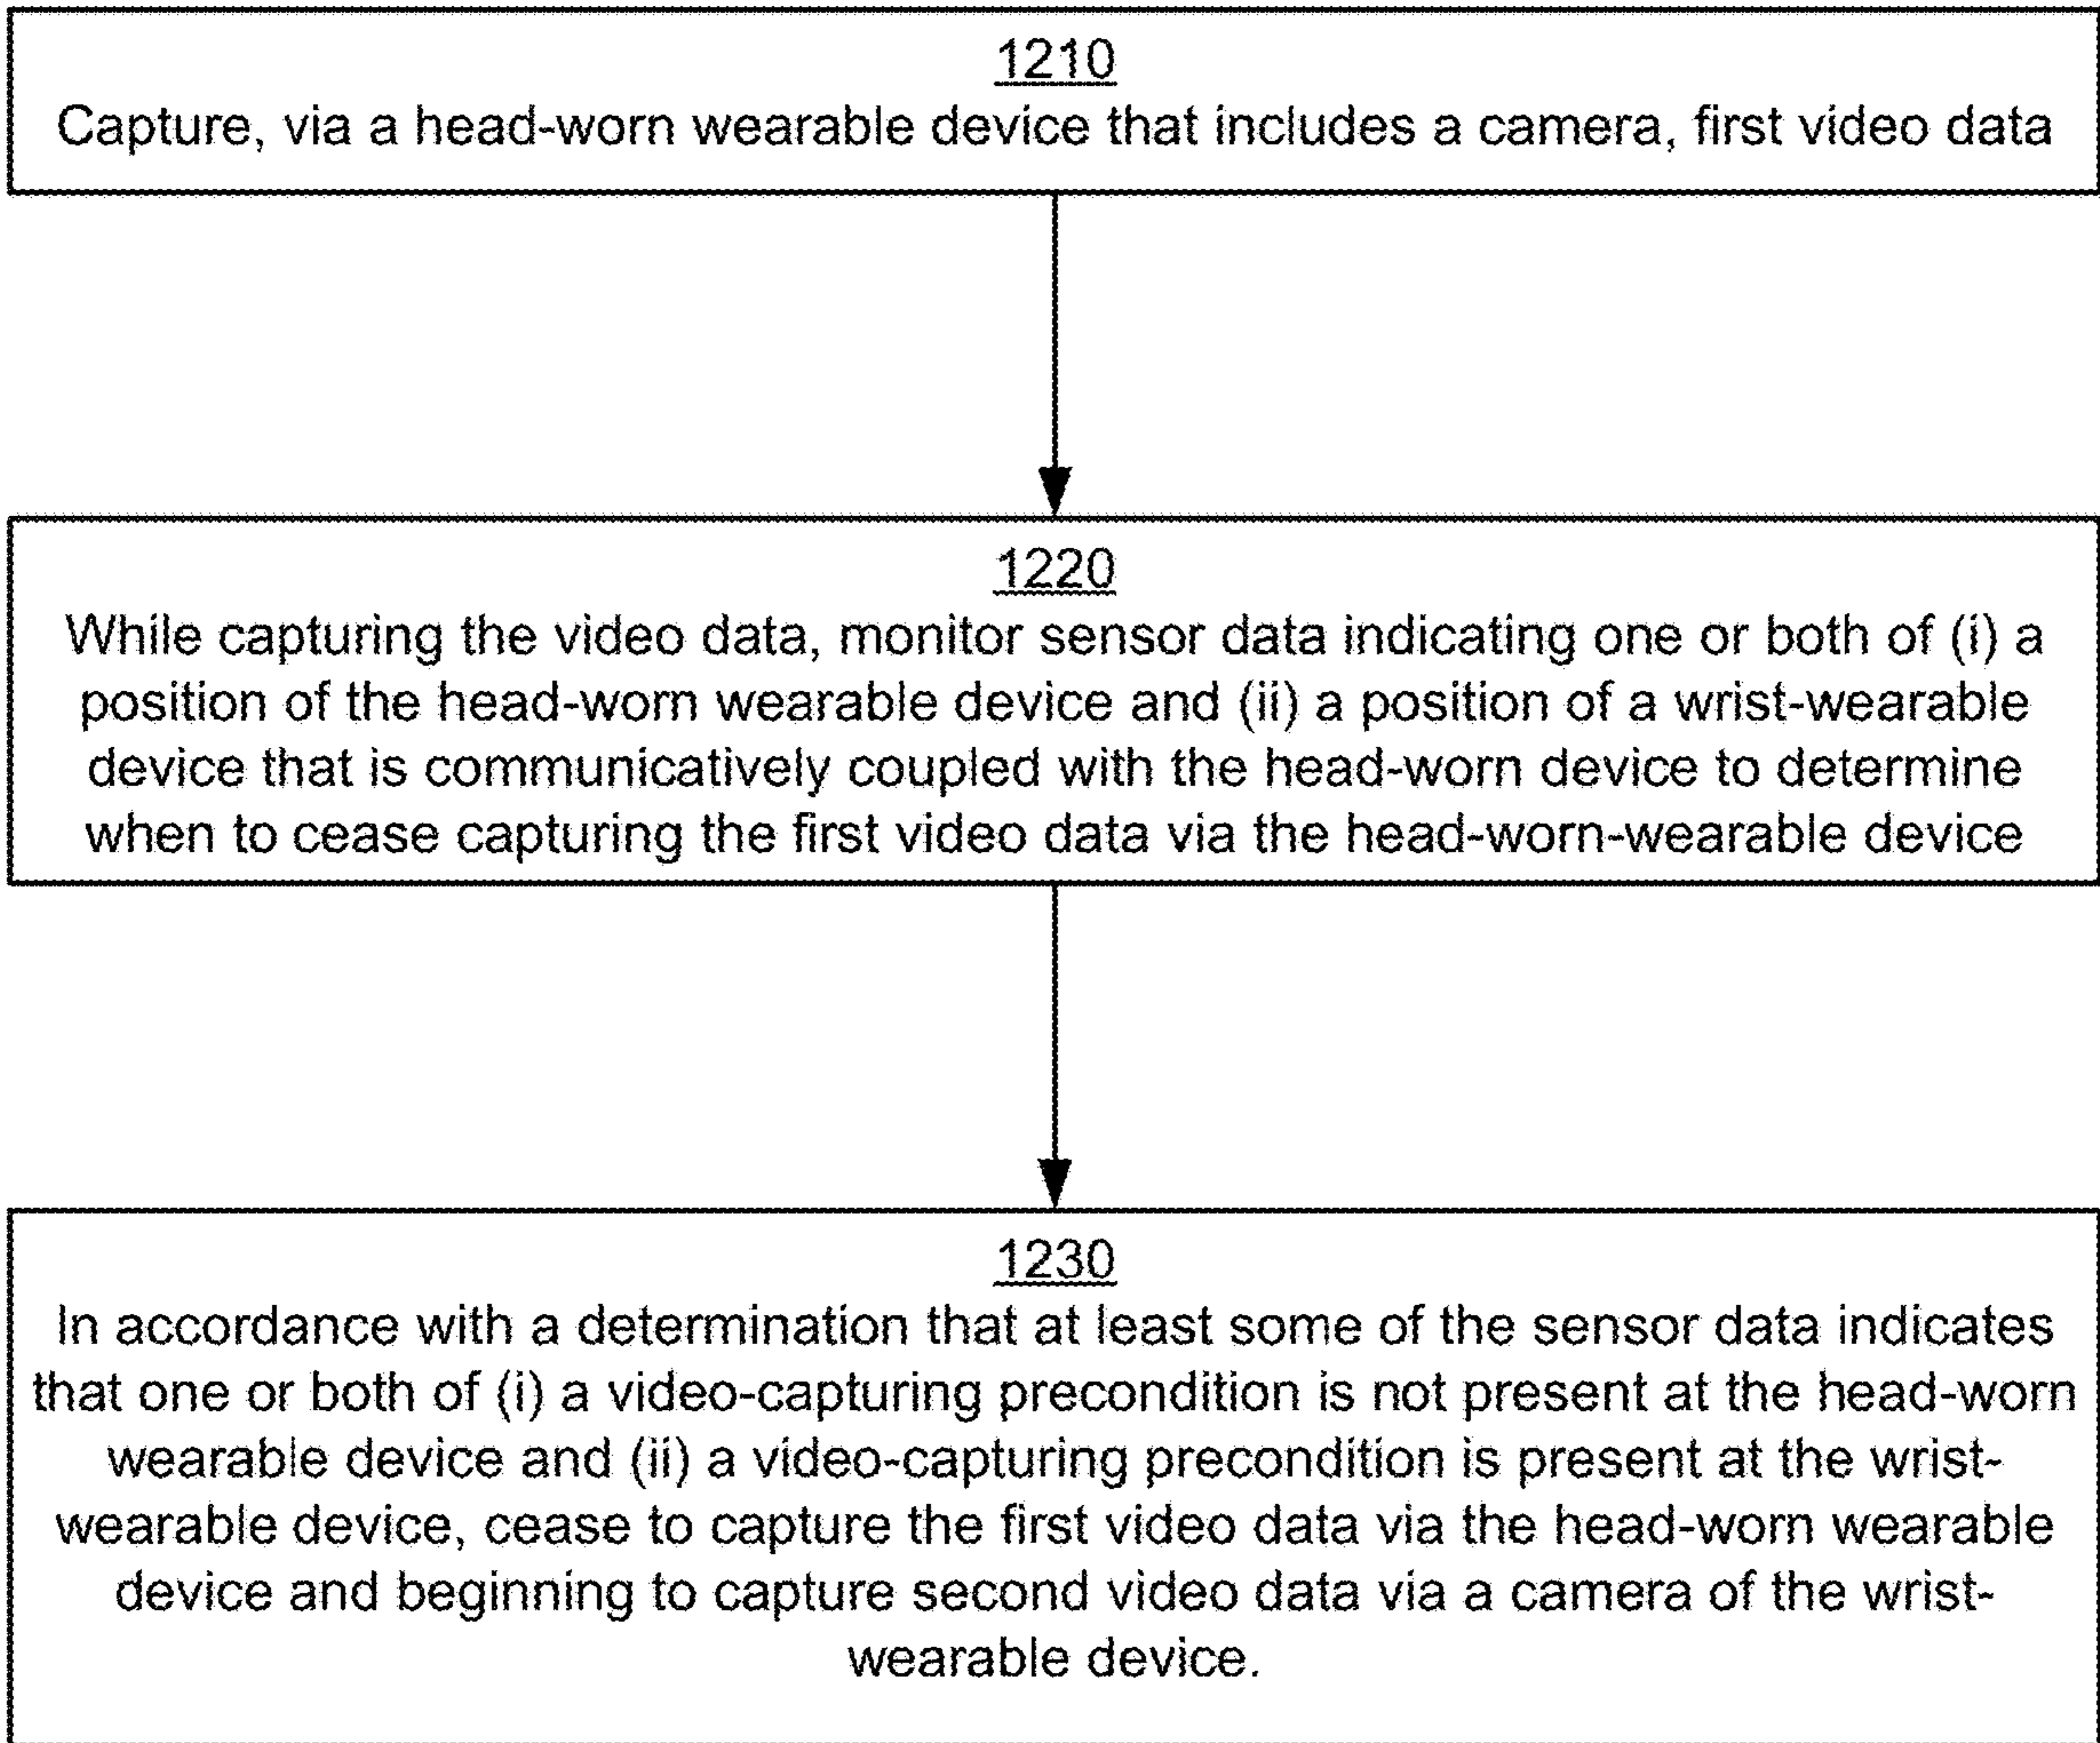 1210
Capture, via a head-worn wearable device that includes a camera, first video data
1220
While capturing the video data, monitor sensor data indicating one or both of (i) a
position of the head-worn wearable device and (ii) a position of a wrist-wearable
device that is communicatively coupled with the head-worn device to determine
when to cease capturing the first video data via the head-worn-wearable device
1230
In accordance with a determination that at least some of the sensor data indicates
that one or both of (i) a video-capturing precondition is not present at the head-worn
wearable device and (ii) a video-capturing precondition is present at the wrist-
wearable device, cease to capture the first video data via the head-worn wearable
device and beginning to capture second video data via a camera of the wrist-
wearable device.